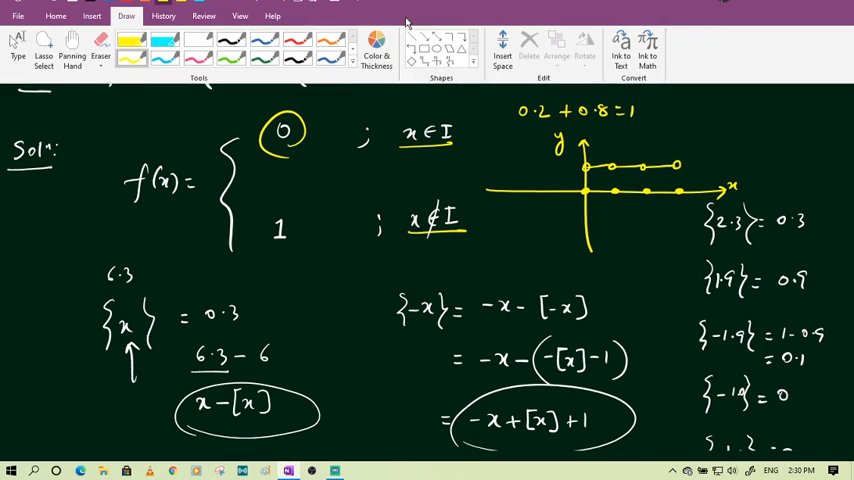 File Home Insert Draw History Review View Help
Type
Lasso Select
Panning Hand
Eraser
Color & Thickness
Insert Space
Delete
Arrange
Rotate
Ink to Text
Ink to Math
Tools
Shapes
Edit
Convert
Solⁿ:
f(x) = {
0 ; x ∈ I
1 ; x ∉ I
0.2 + 0.8 = 1
y
x
{2.3} = 0.3
{1.9} = 0.9
{-1.9} = 1-0.9
= 0.1
6.3
{x} = 0.3
6.3 - 6
x - [x]
{-x} = -x - [-x]
= -x - (-[x] - 1)
= -x + [x] + 1
ENG 2:30 PM